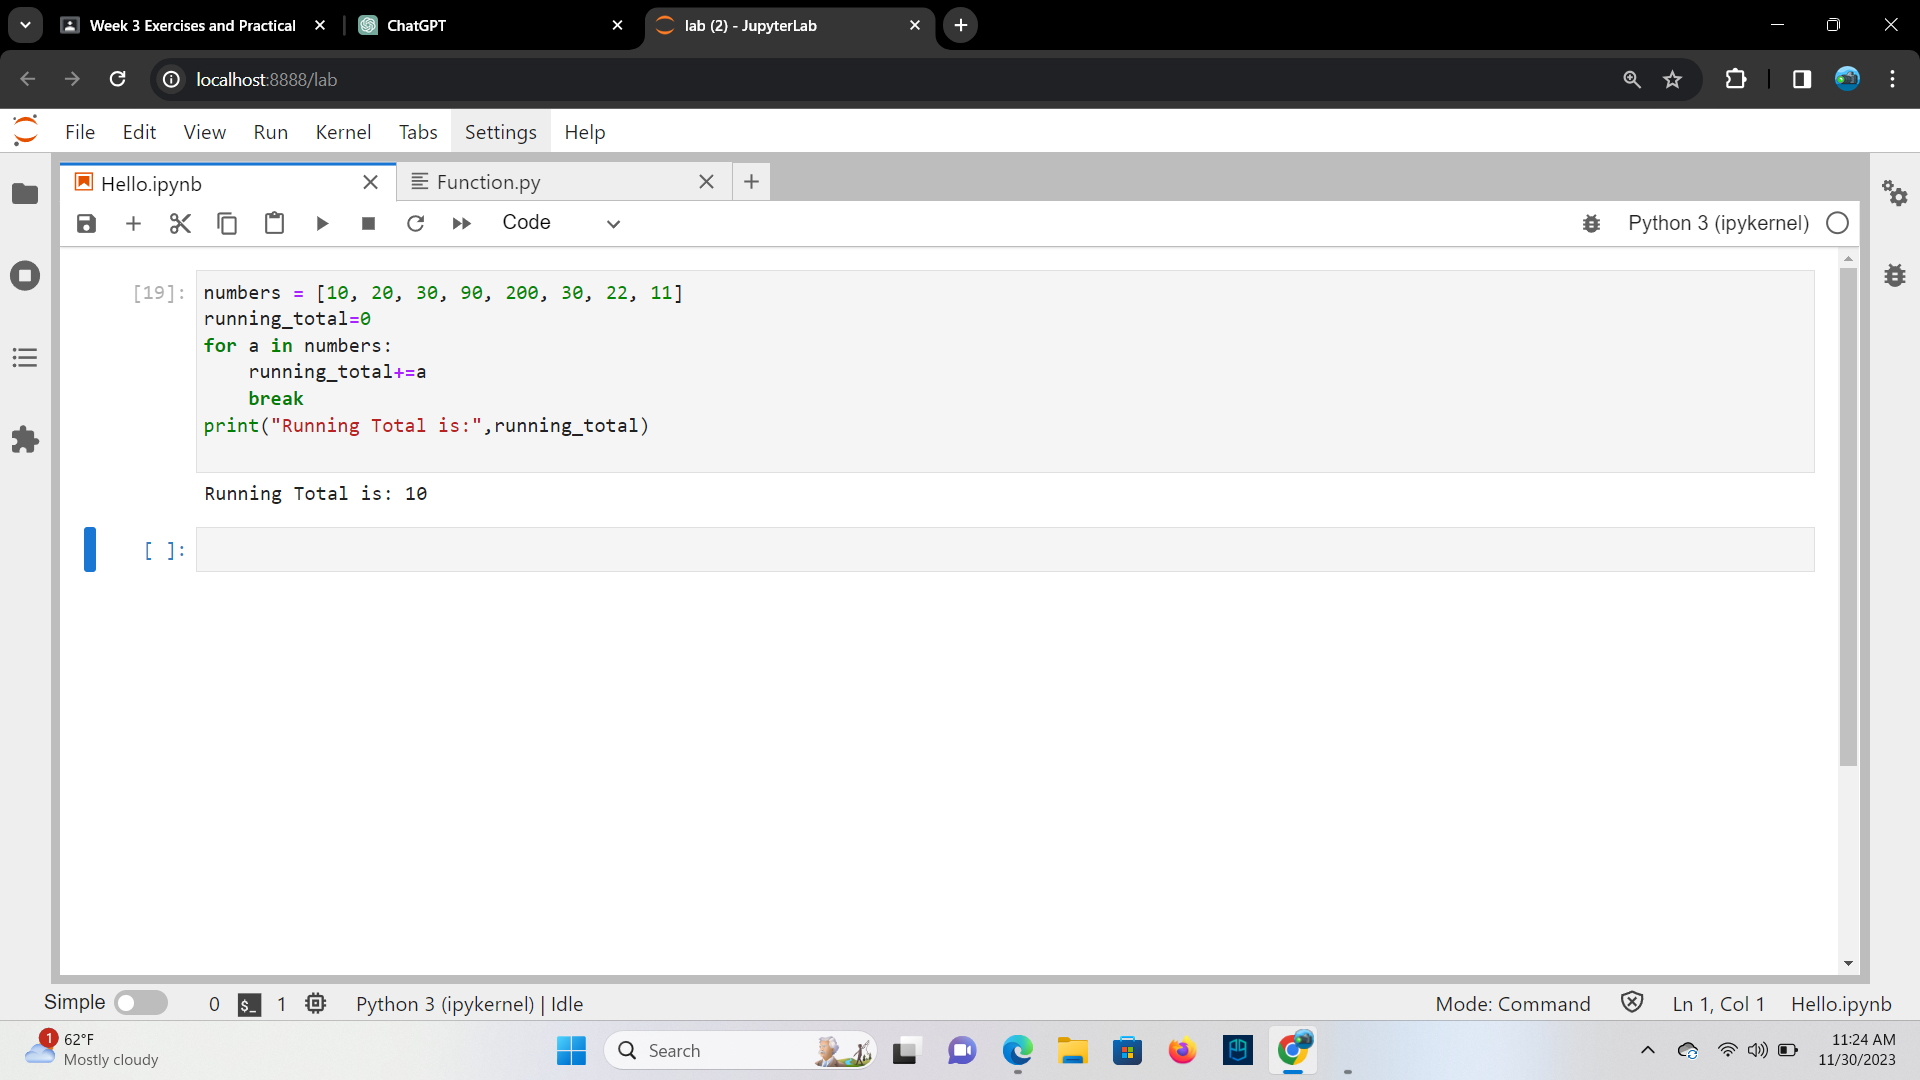 Week 3 Exercises and Practical
ChatGPT
lab (2) - JupyterLab
localhost:8888/lab
File Edit View Run Kernel Tabs Settings Help
Hello.ipynb
Function.py
Code
Python 3 (ipykernel)
[19]:
numbers = [10, 20, 30, 90, 200, 30, 22, 11]
running_total=0
for a in numbers:
    running_total+=a
    break
print("Running Total is:",running_total)
Running Total is: 10
[ ]:
Simple 0 $_ 1 Python 3 (ipykernel) | Idle Mode: Command Ln 1, Col 1 Hello.ipynb
1
62°F
Mostly cloudy
Search
11:24 AM
11/30/2023